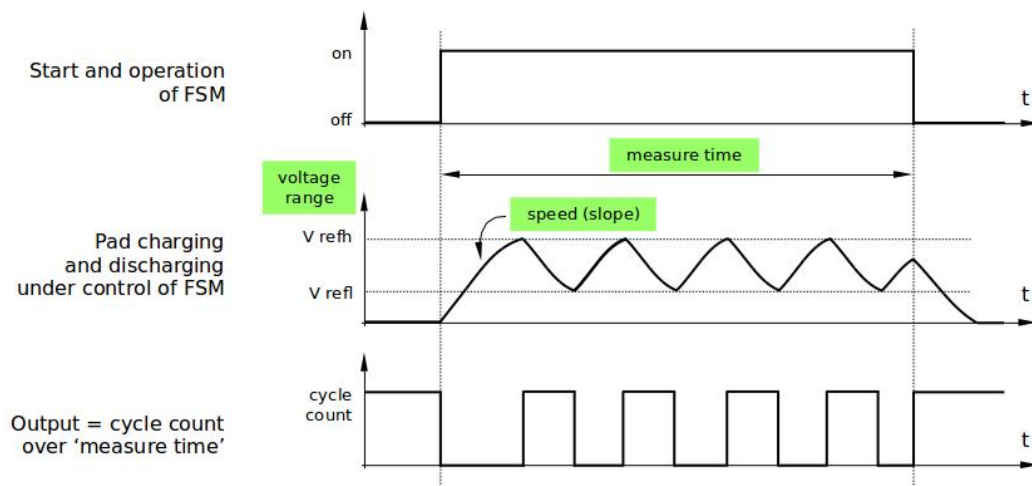 Start and operation
of FSM
on
off
t
measure time
voltage
range
speed (slope)
V refh
Pad charging
and discharging
under control of FSM
V refl
t
cycle
count
Output = cycle count
over ‘measure time’
t